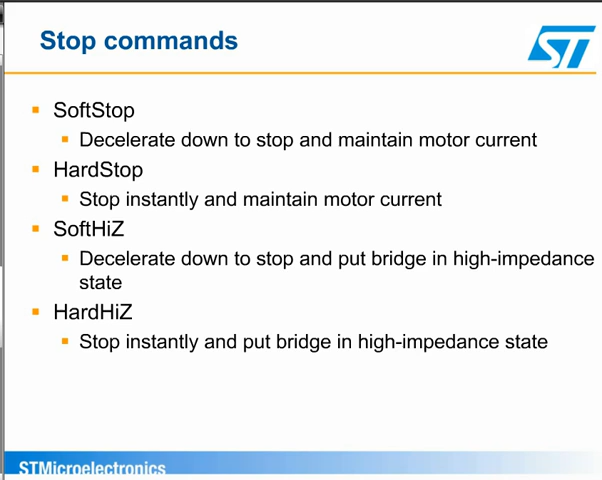 Stop commands
ST
SoftStop
Decelerate down to stop and maintain motor current
HardStop
Stop instantly and maintain motor current
SoftHiZ
Decelerate down to stop and put bridge in high-impedance
state
HardHiZ
Stop instantly and put bridge in high-impedance state
STMicroelectronics